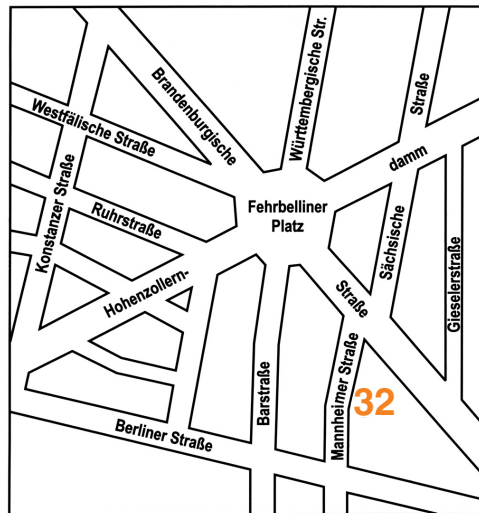 Brandenburgische
Württembergische Str.
Straße
Westfälische Straße
damm
Konstanzer Straße
Ruhrstraße
Fehrbelliner
Platz
Sächsische
Gieselerstraße
Hohenzollern-
Straße
Barstraße
Mannheimer Straße
32
Berliner Straße